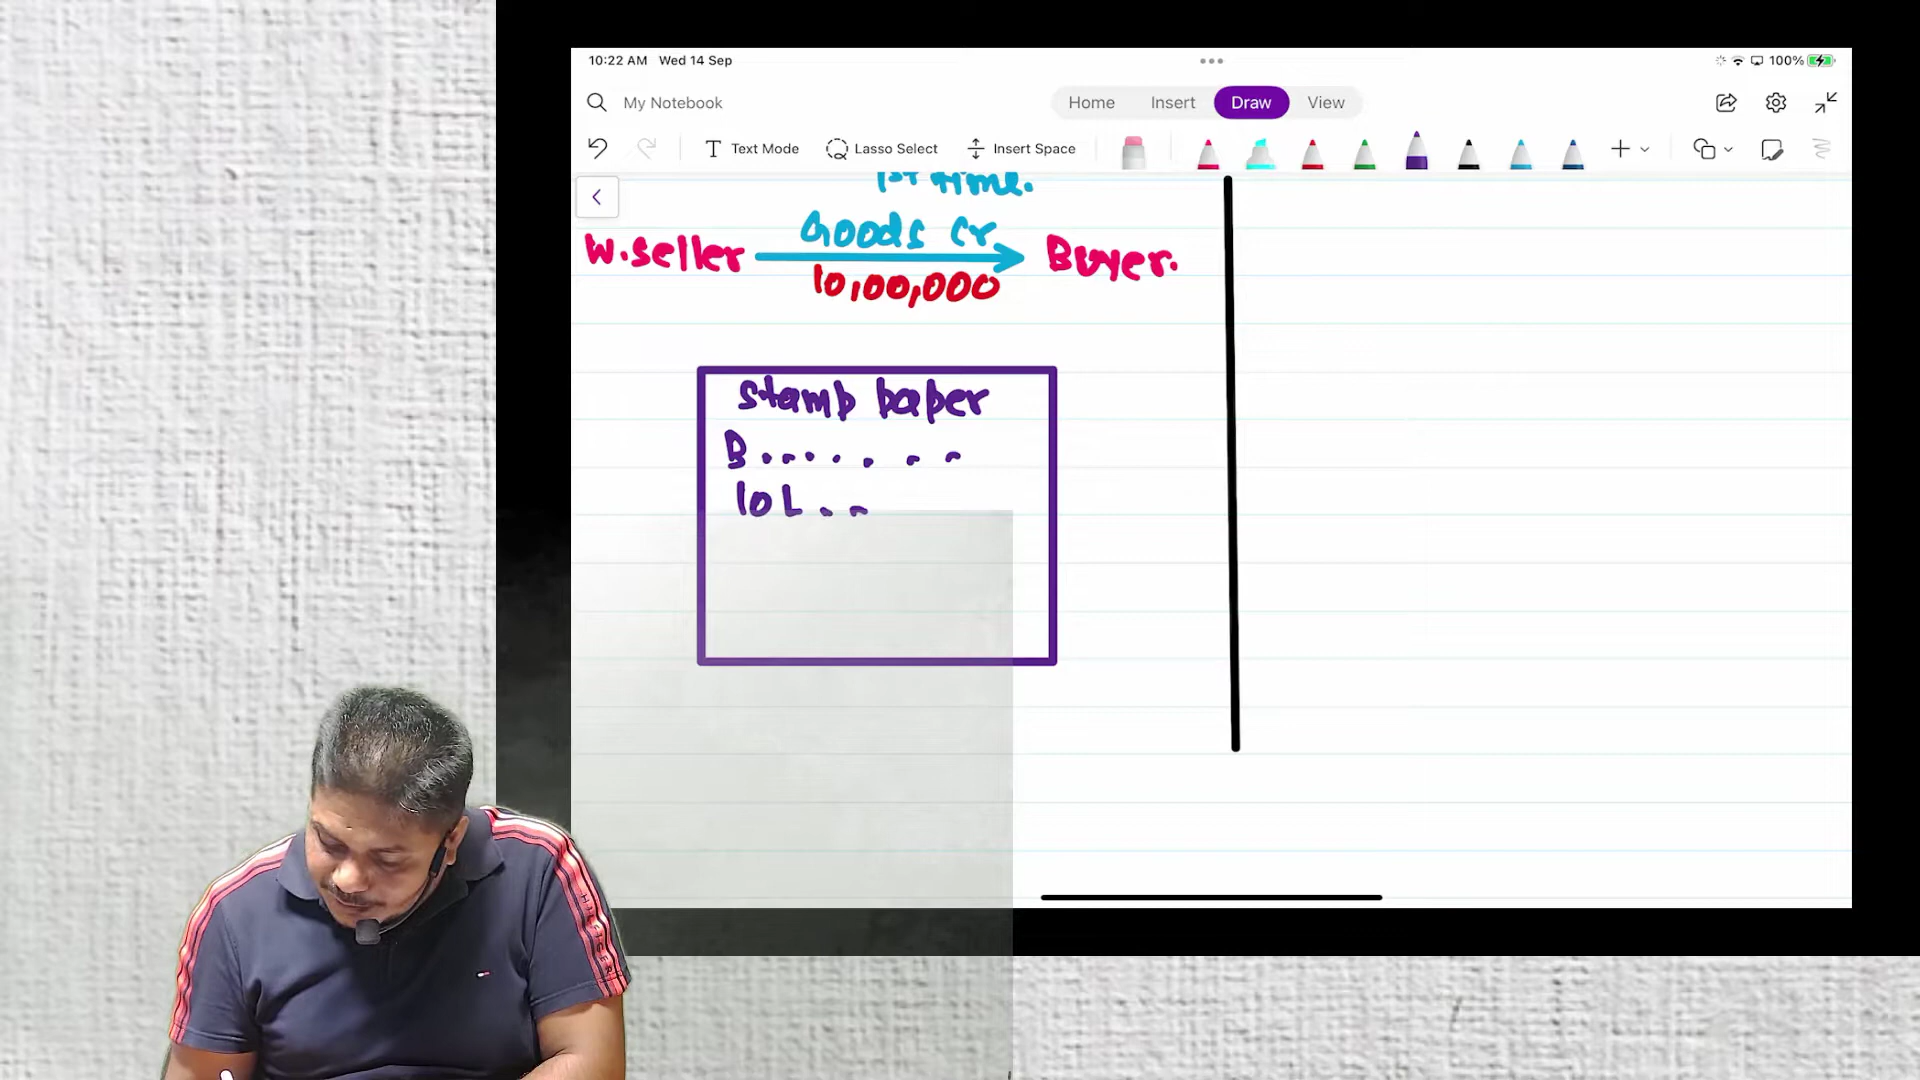 10:22 AM Wed 14 Sep
100%
My Notebook
Home Insert Draw View
Text Mode Lasso Select Insert Space
1st time.
Goods cr
W.seller Buyer.
10,00,000
stamp paper
B.......
10L..